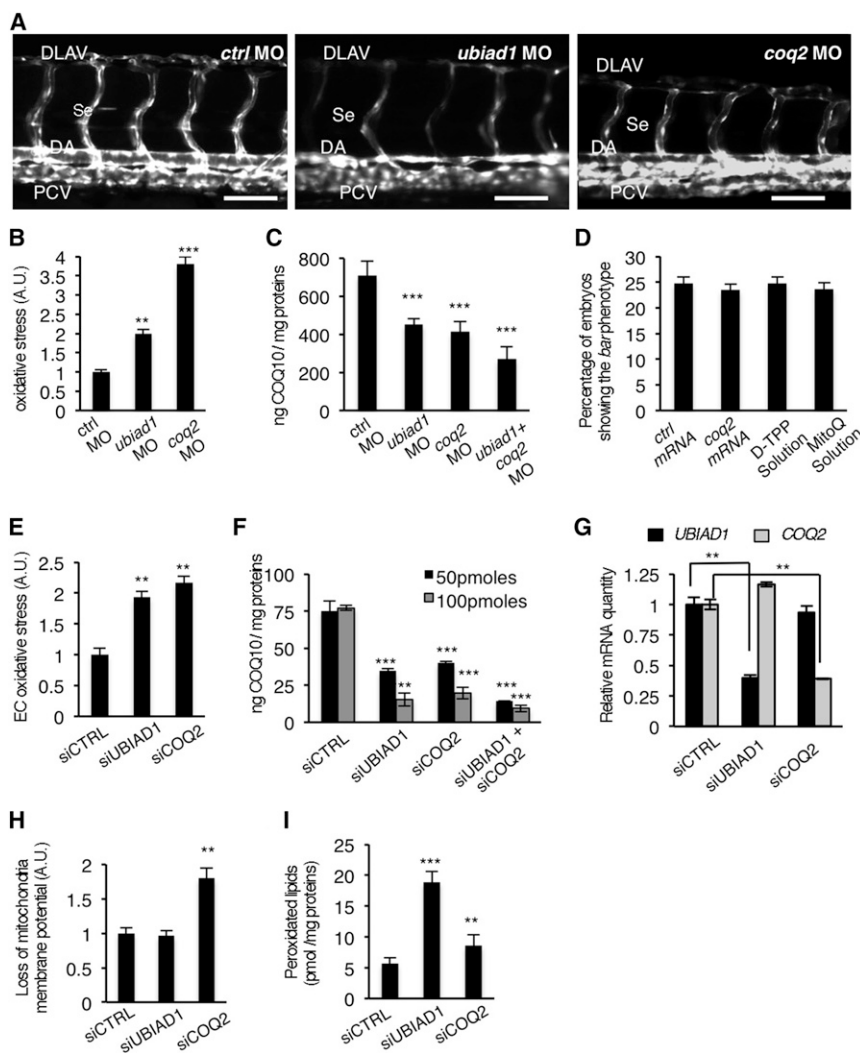 A
DLAV
ctrl MO
Se
DA
PCV
DLAV
ubiad1 MO
Se
DA
PCV
DLAV
coq2 MO
Se
DA
PCV
B
oxidative stress (A.U.)
4
3.5
3
2.5
2
1.5
1
0.5
0
**
***
ctrl MO
ubiad1 MO
coq2 MO
C
ng COQ10 / mg proteins
800
600
400
200
0
***
***
***
ctrl MO
ubiad1 MO
coq2 MO
ubiad1+ coq2 MO
D
Percentage of embryos
showing the bar phenotype
35
30
25
20
15
10
5
0
ctrl mRNA
coq2 mRNA
D-TPP Solution
MitoQ Solution
E
EC oxidative stress (A.U.)
2.5
2
1.5
1
0.5
0
**
**
siCTRL
siUBIAD1
siCOQ2
F
ng COQ10 / mg proteins
100
75
50
25
0
50pmoles
100pmoles
***
**
***
***
***
***
siCTRL
siUBIAD1
siCOQ2
siUBIAD1 +
siCOQ2
G
UBIAD1
COQ2
Relative mRNA quantity
1.25
1
0.75
0.5
0.25
0
**
**
siCTRL
siUBIAD1
siCOQ2
H
Loss of mitochondria
membrane potential (A.U.)
2
1
0
**
siCTRL
siUBIAD1
siCOQ2
I
Peroxidated lipids
(pmol /mg proteins)
25
20
15
10
5
0
***
**
siCTRL
siUBIAD1
siCOQ2